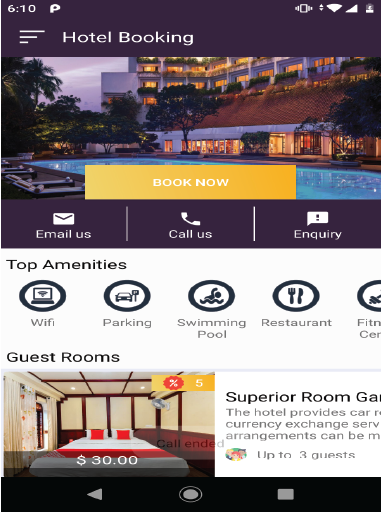 6:10
Hotel Booking
BOOK NOW
Email us
Call us
Enquiry
Top Amenities
Wifi
Parking
Swimming
Pool
Restaurant
Fitn
Cen
Guest Rooms
% 5
Call ended
$ 30.00
Superior Room Gar
The hotel provides car re
currency exchange serv
arrangements can be m
Up to 3 guests